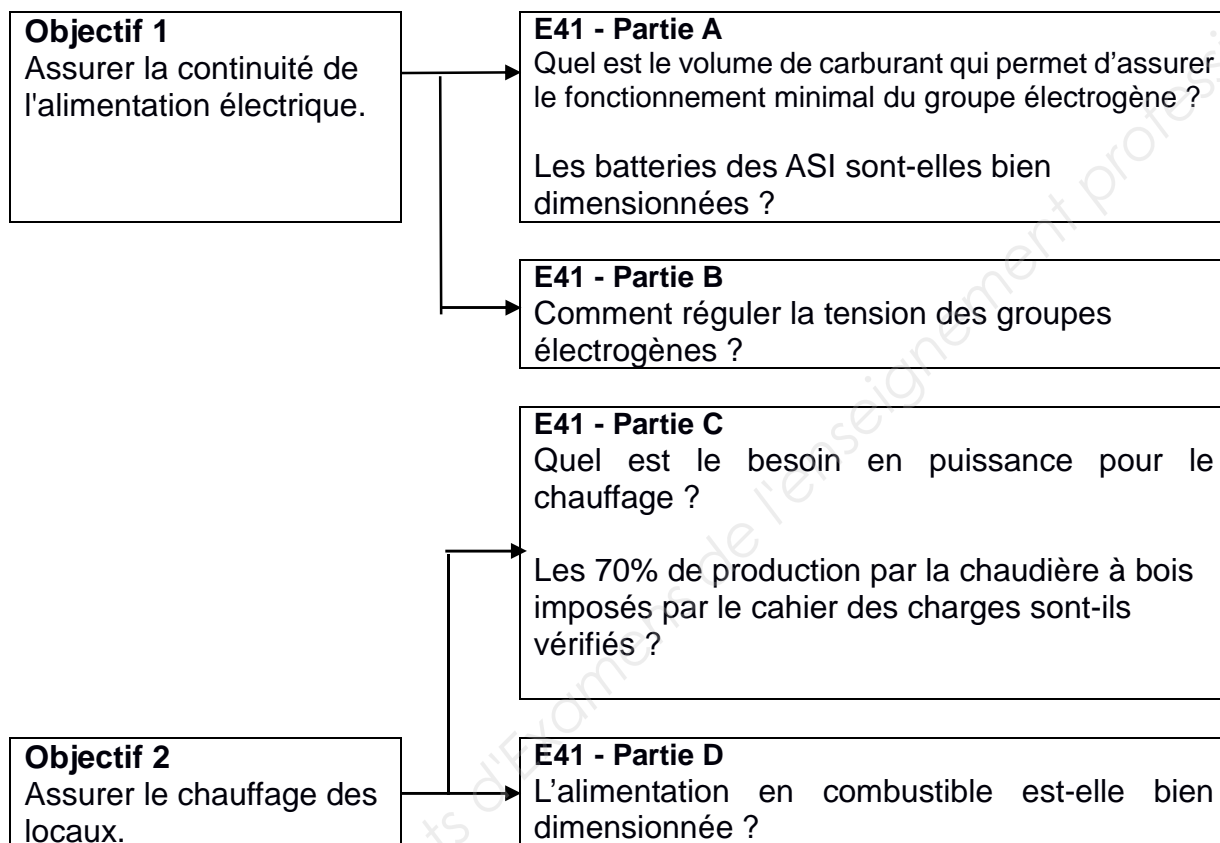 Objectif 1
Assurer la continuité de
l'alimentation électrique.
E41 - Partie A
Quel est le volume de carburant qui permet d'assurer
le fonctionnement minimal du groupe électrogène ?
Les batteries des ASI sont-elles bien
dimensionnées ?
E41 - Partie B
Comment réguler la tension des groupes
électrogènes ?
E41 - Partie C
Quel est le besoin en puissance pour le
chauffage ?
Les 70% de production par la chaudière à bois
imposés par le cahier des charges sont-ils
vérifiés ?
Objectif 2
Assurer le chauffage des
locaux.
E41 - Partie D
L'alimentation en combustible est-elle bien
dimensionnée ?
d'Examens de l'enseignement